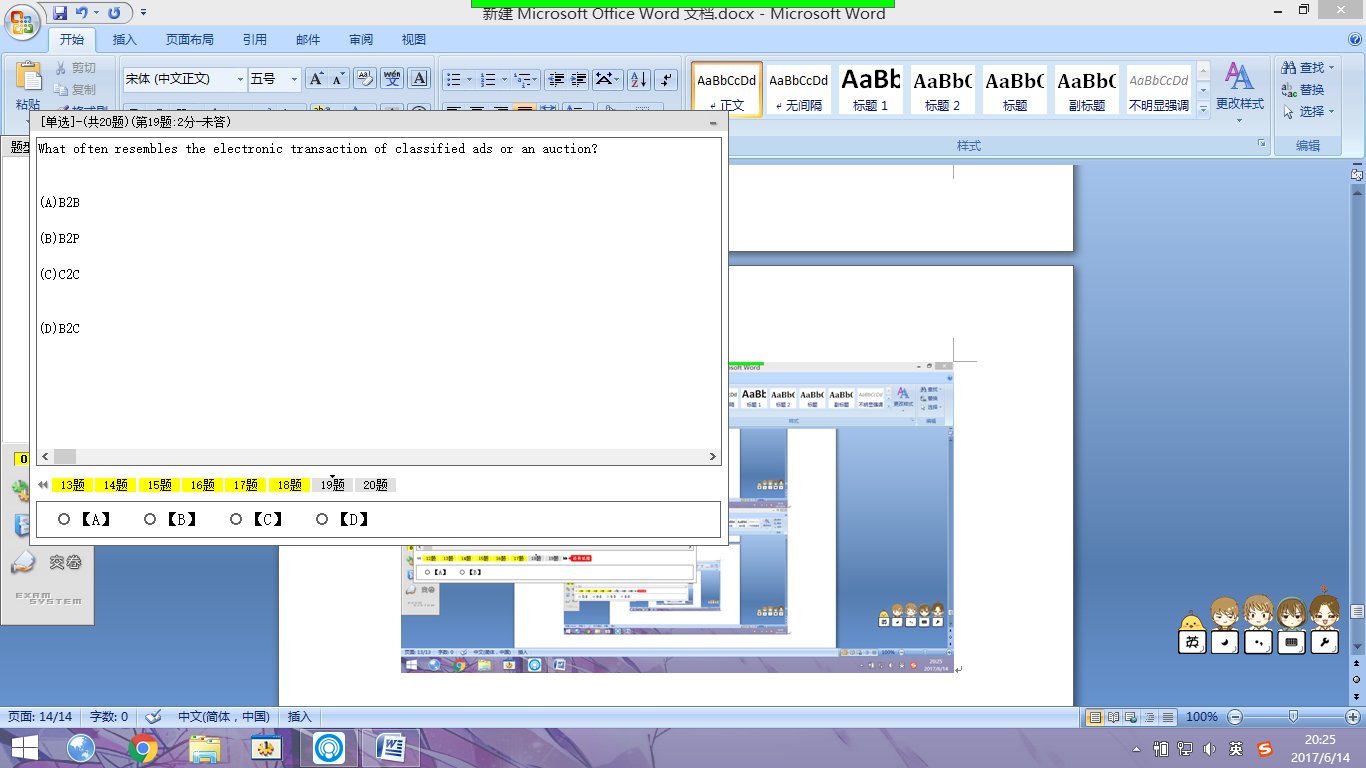 新建 Microsoft Office Word 文档.docx - Microsoft Word
开始 插入 页面布局 引用 邮件 审阅 视图
剪切
复制
粘贴
宋体 (中文正文) 五号
AaBbCcDd AaBbCcDd AaBb AaBbC AaBbC AaBbC AaBbCcDd
正文 无间隔 标题 1 标题 2 标题 副标题 不明显强调
更改样式
查找
替换
选择
样式 编辑
[单选]-(共20题)(第19题:2分-未答)
What often resembles the electronic transaction of classified ads or an auction?
(A)B2B
(B)B2P
(C)C2C
(D)B2C
13题 14题 15题 16题 17题 18题 19题 20题
【A】 【B】 【C】 【D】
交卷
EXAM
SYSTEM
英
页面: 14/14 字数: 0 中文(简体，中国) 插入 100%
英
20:25
2017/6/14